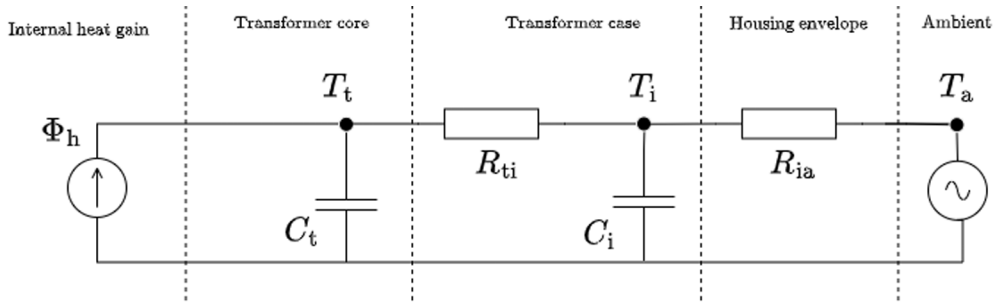 Internal heat gain
Transformer core
Transformer case
Housing envelope
Ambient
Φh
Tt
Ti
Ta
Rti
Ria
Ct
Ci